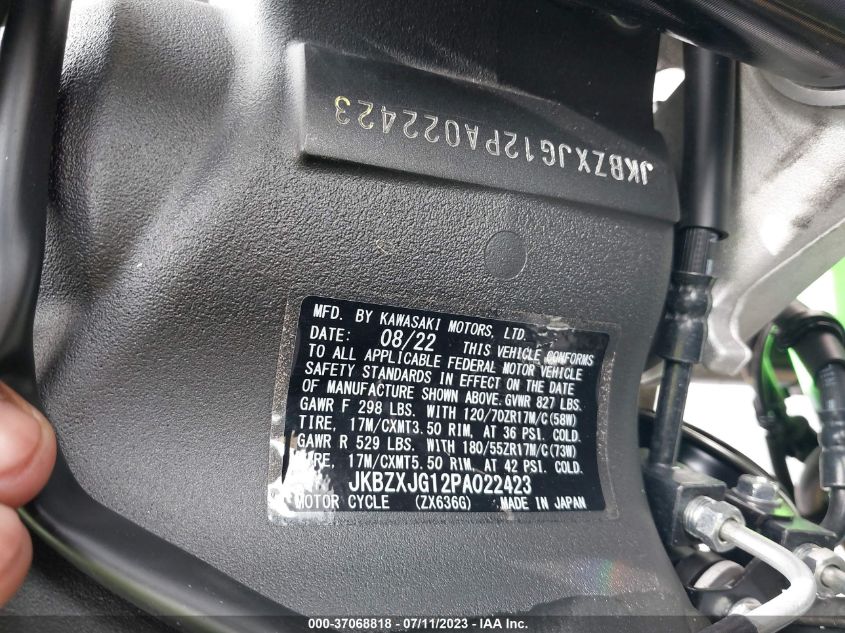 JKBZXJG12PA022423
MFD. BY KAWASAKI MOTORS, LTD.
DATE: 08/22 THIS VEHICLE CONFORMS
TO ALL APPLICABLE FEDERAL MOTOR VEHICLE
SAFETY STANDARDS IN EFFECT ON THE DATE
OF MANUFACTURE SHOWN ABOVE. GVWR 827 LBS.
GAWR F 298 LBS. WITH 120/70ZR17M/C(58W)
TIRE, 17M/CXMT3.50 RIM, AT 36 PSI. COLD.
GAWR R 529 LBS. WITH 180/55ZR17M/C(73W)
TIRE, 17M/CXMT5.50 RIM, AT 42 PSI. COLD.
JKBZXJG12PA022423
MOTOR CYCLE (ZX636G) MADE IN JAPAN
000-37068818 - 07/11/2023 - IAA Inc.